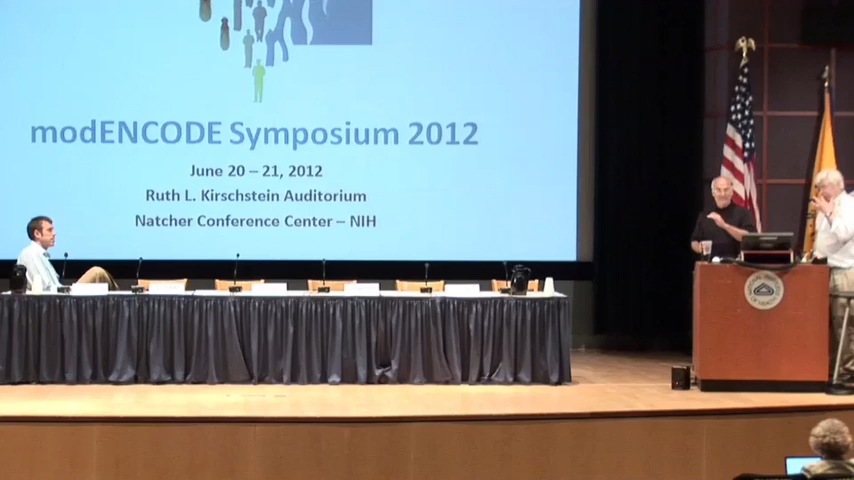 modENCODE Symposium 2012
June 20 – 21, 2012
Ruth L. Kirschstein Auditorium
Natcher Conference Center – NIH